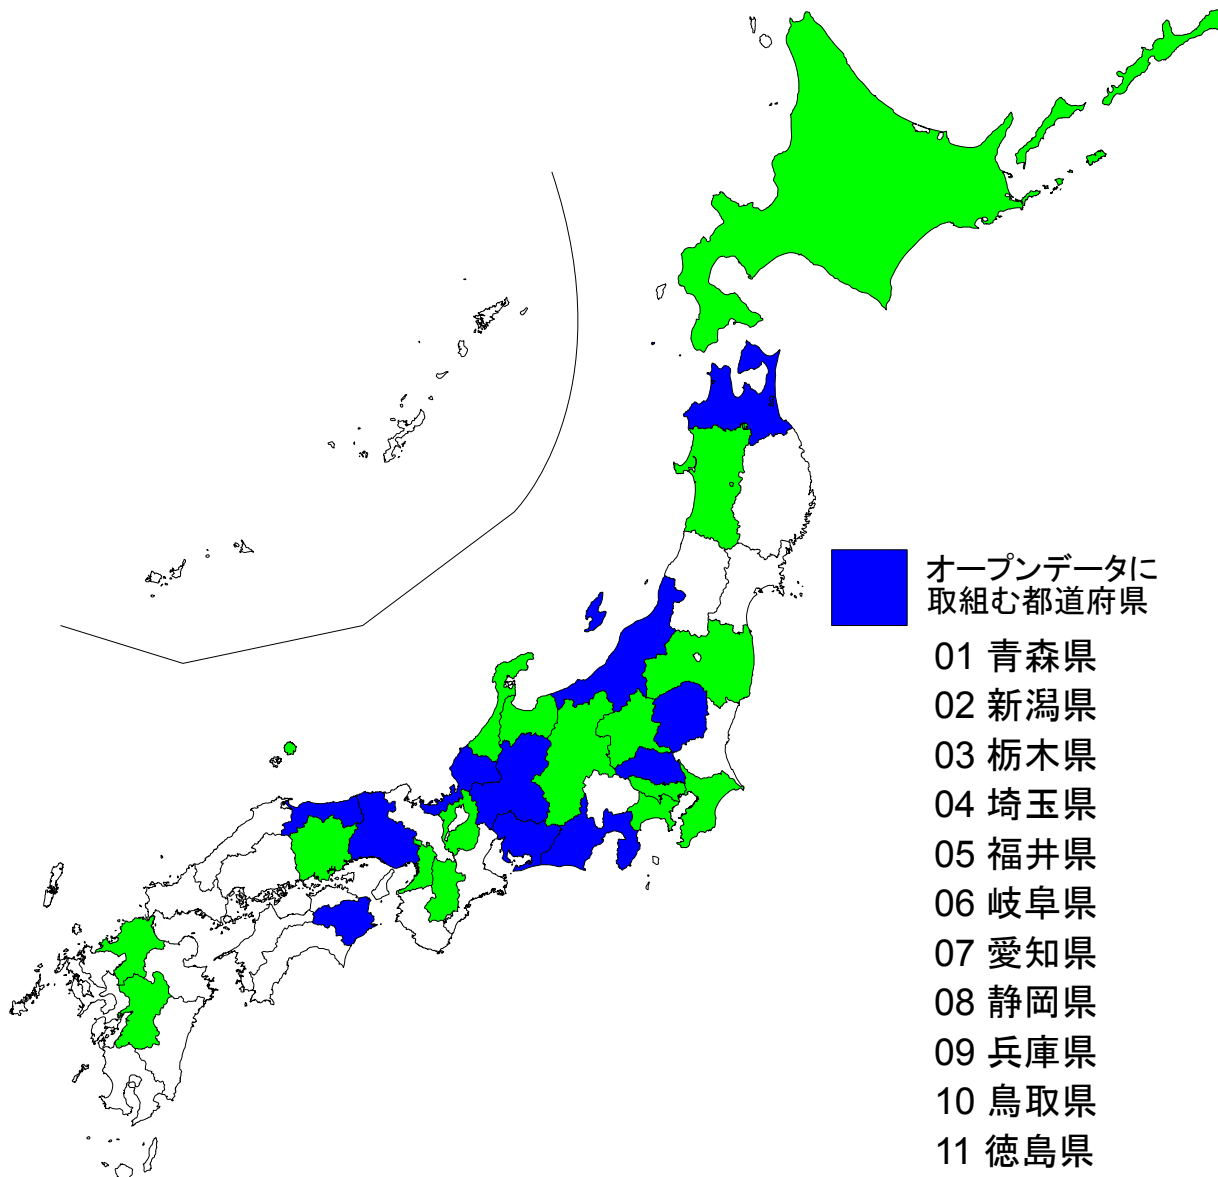 オープンデータに
取組む都道府県
01 青森県
02 新潟県
03 栃木県
04 埼玉県
05 福井県
06 岐阜県
07 愛知県
08 静岡県
09 兵庫県
10 鳥取県
11 徳島県